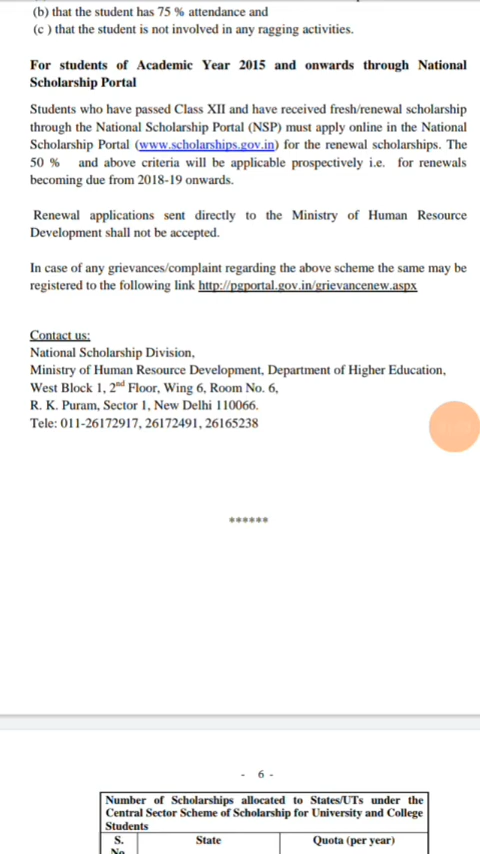 (b) that the student has 75 % attendance and
(c ) that the student is not involved in any ragging activities.
For students of Academic Year 2015 and onwards through National
Scholarship Portal
Students who have passed Class XII and have received fresh/renewal scholarship
through the National Scholarship Portal (NSP) must apply online in the National
Scholarship Portal (www.scholarships.gov.in) for the renewal scholarships. The
50 % and above criteria will be applicable prospectively i.e. for renewals
becoming due from 2018-19 onwards.
Renewal applications sent directly to the Ministry of Human Resource
Development shall not be accepted.
In case of any grievances/complaint regarding the above scheme the same may be
registered to the following link http://pgportal.gov.in/grievancenew.aspx
Contact us:
National Scholarship Division,
Ministry of Human Resource Development, Department of Higher Education,
West Block 1, 2nd Floor, Wing 6, Room No. 6,
R. K. Puram, Sector 1, New Delhi 110066.
Tele: 011-26172917, 26172491, 26165238
******
- 6 -
Number of Scholarships allocated to States/UTs under the
Central Sector Scheme of Scholarship for University and College
Students
S. State Quota (per year)
No